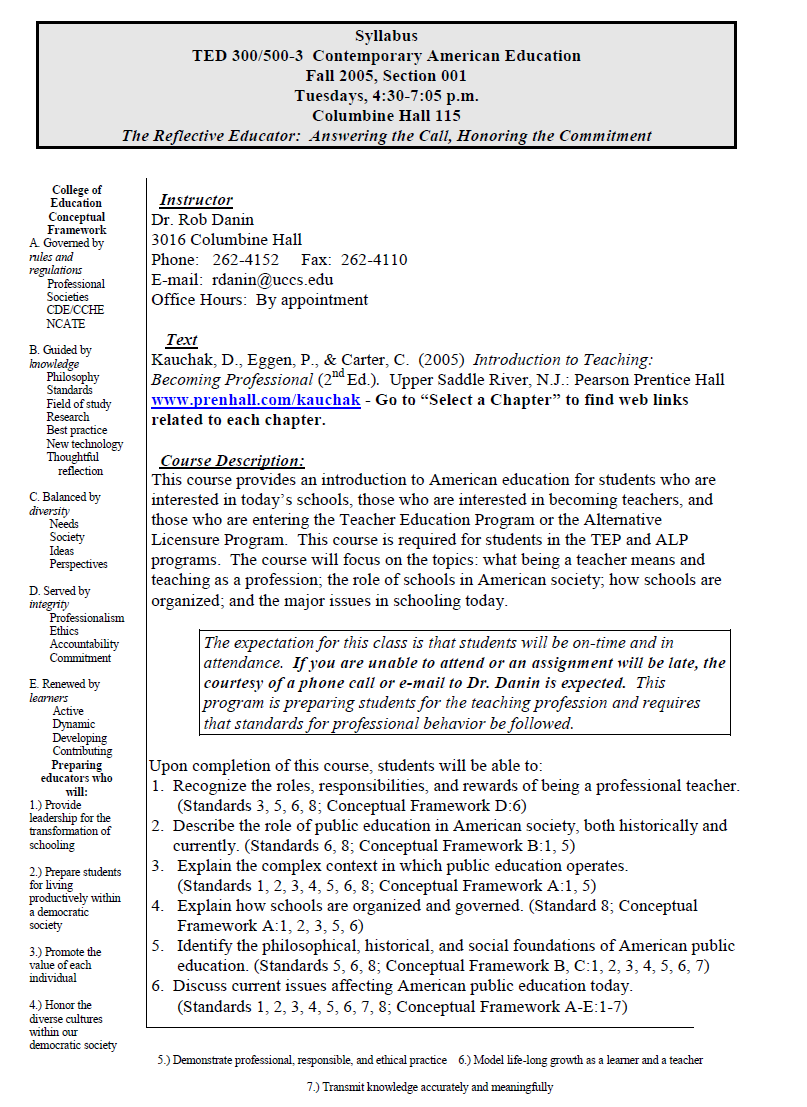 Syllabus
TED 300/500-3  Contemporary American Education
Fall 2005, Section 001
Tuesdays, 4:30-7:05 p.m.
Columbine Hall 115
The Reflective Educator:  Answering the Call, Honoring the Commitment
College of
Education
Conceptual
Framework
A. Governed by
rules and
regulations
Professional
Societies
CDE/CCHE
NCATE
B. Guided by
knowledge
Philosophy
Standards
Field of study
Research
Best practice
New technology
Thoughtful
reflection
C. Balanced by
diversity
Needs
Society
Ideas
Perspectives
D. Served by
integrity
Professionalism
Ethics
Accountability
Commitment
E. Renewed by
learners
Active
Dynamic
Developing
Contributing
Preparing
educators who
will:
1.) Provide
leadership for the
transformation of
schooling
2.) Prepare students
for living
productively within
a democratic
society
3.) Promote the
value of each
individual
4.) Honor the
diverse cultures
within our
democratic society
Instructor
Dr. Rob Danin
3016 Columbine Hall
Phone:   262-4152     Fax:  262-4110
E-mail:  rdanin@uccs.edu
Office Hours:  By appointment
Text
Kauchak, D., Eggen, P., & Carter, C.  (2005)  Introduction to Teaching:
Becoming Professional (2nd Ed.).  Upper Saddle River, N.J.: Pearson Prentice Hall
www.prenhall.com/kauchak - Go to “Select a Chapter” to find web links
related to each chapter.
Course Description:
This course provides an introduction to American education for students who are
interested in today’s schools, those who are interested in becoming teachers, and
those who are entering the Teacher Education Program or the Alternative
Licensure Program.  This course is required for students in the TEP and ALP
programs.  The course will focus on the topics: what being a teacher means and
teaching as a profession; the role of schools in American society; how schools are
organized; and the major issues in schooling today.
The expectation for this class is that students will be on-time and in
attendance.  If you are unable to attend or an assignment will be late, the
courtesy of a phone call or e-mail to Dr. Danin is expected.  This
program is preparing students for the teaching profession and requires
that standards for professional behavior be followed.
Upon completion of this course, students will be able to:
1.  Recognize the roles, responsibilities, and rewards of being a professional teacher.
(Standards 3, 5, 6, 8; Conceptual Framework D:6)
2.  Describe the role of public education in American society, both historically and
currently. (Standards 6, 8; Conceptual Framework B:1, 5)
3.   Explain the complex context in which public education operates.
(Standards 1, 2, 3, 4, 5, 6, 8; Conceptual Framework A:1, 5)
4.   Explain how schools are organized and governed. (Standard 8; Conceptual
Framework A:1, 2, 3, 5, 6)
5.   Identify the philosophical, historical, and social foundations of American public
education. (Standards 5, 6, 8; Conceptual Framework B, C:1, 2, 3, 4, 5, 6, 7)
6.  Discuss current issues affecting American public education today.
(Standards 1, 2, 3, 4, 5, 6, 7, 8; Conceptual Framework A-E:1-7)
5.) Demonstrate professional, responsible, and ethical practice    6.) Model life-long growth as a learner and a teacher
7.) Transmit knowledge accurately and meaningfully